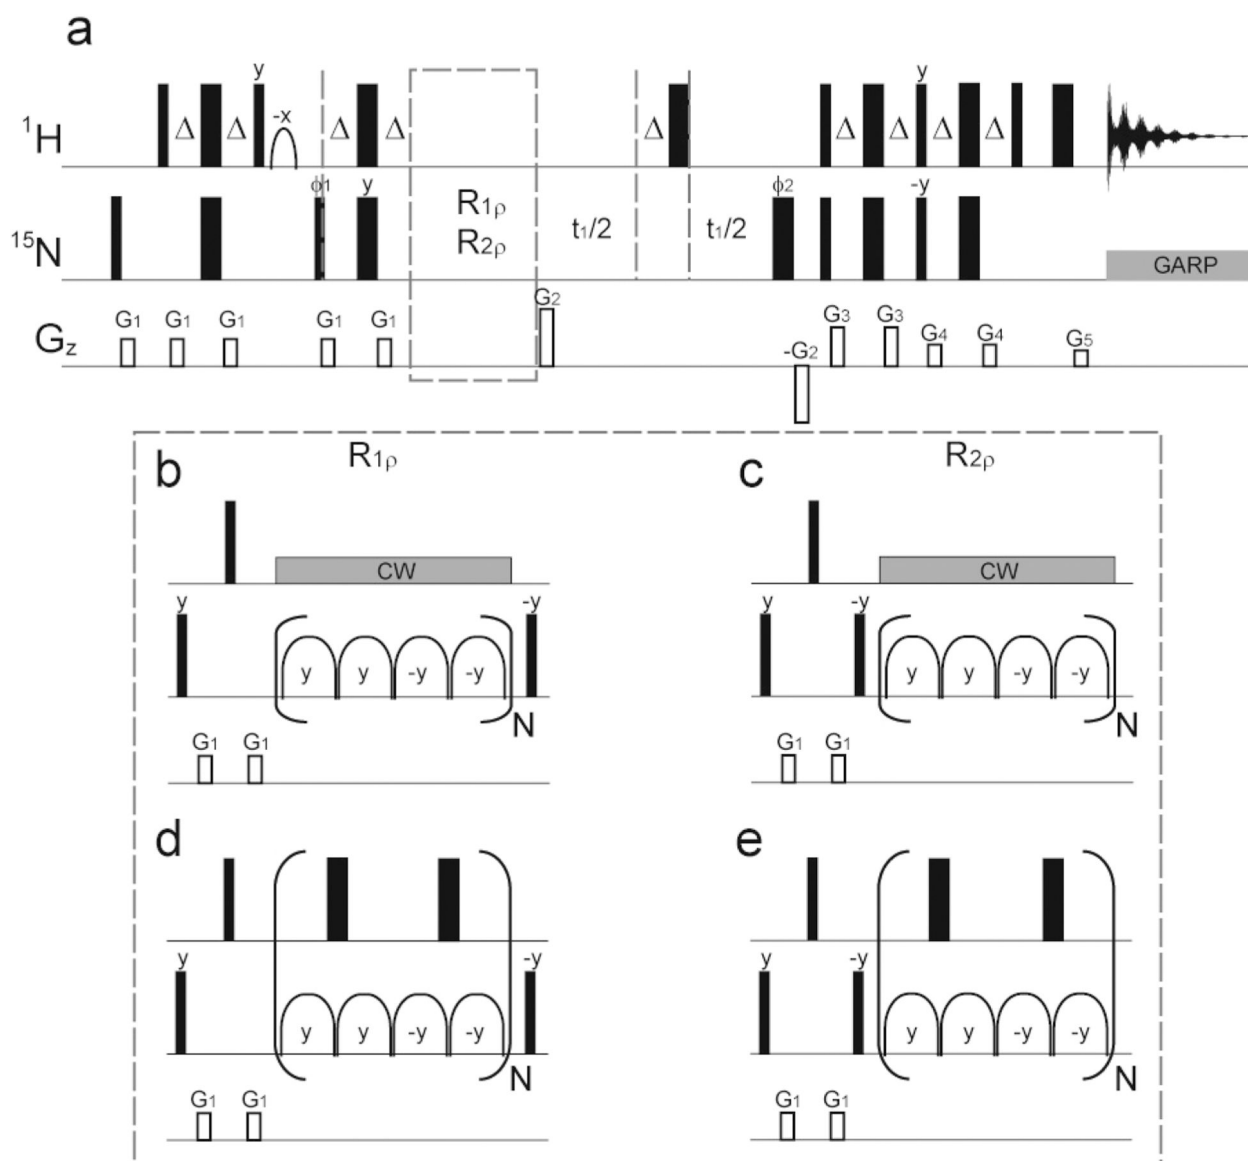 a
y y
¹H Δ Δ -x Δ Δ Δ Δ Δ Δ Δ
ϕ1 y ϕ2 -y
¹⁵N R1ρ R2ρ t₁/2 t₁/2 GARP
G1 G1 G1 G1 G1 G2 G3 G3 G4 G4 G5
Gz -G2
R1ρ R2ρ
b c
CW CW
y -y y -y
y y -y -y y y -y -y
N N
G1 G1 G1 G1
d e
y -y y -y
y y -y -y y y -y -y
N N
G1 G1 G1 G1